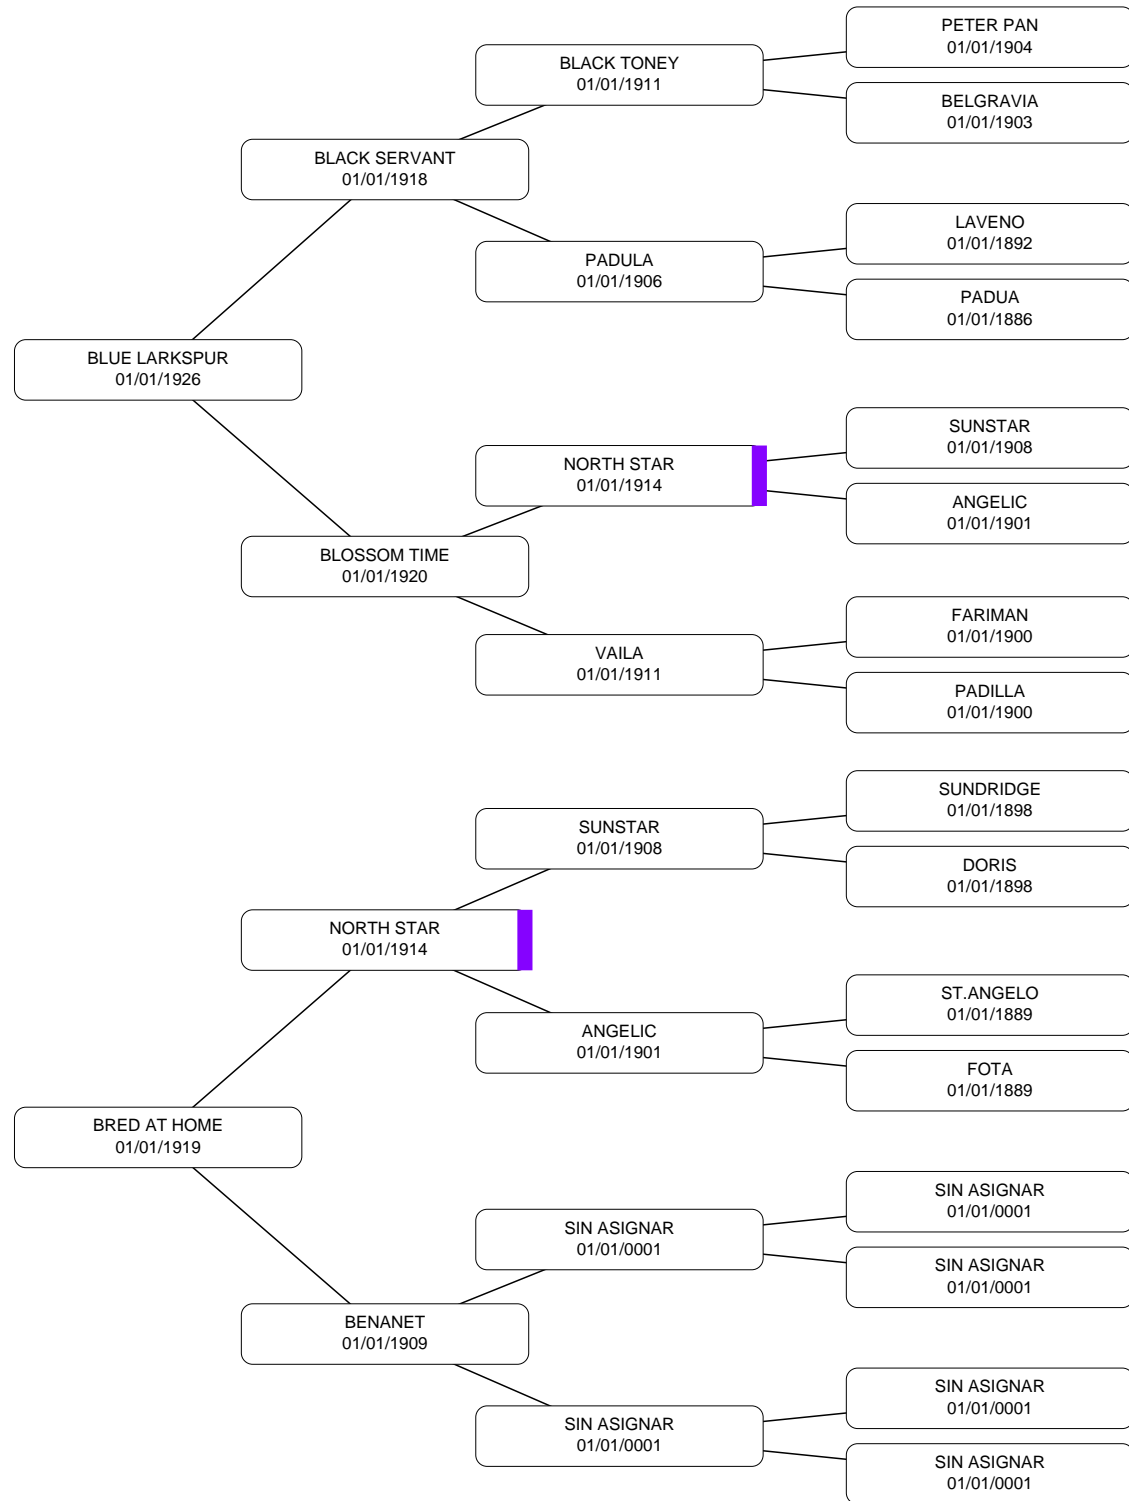 PETER PAN
01/01/1904
BLACK TONEY
01/01/1911
BELGRAVIA
01/01/1903
BLACK SERVANT
01/01/1918
LAVENO
01/01/1892
PADULA
01/01/1906
PADUA
01/01/1886
BLUE LARKSPUR
01/01/1926
SUNSTAR
01/01/1908
NORTH STAR
01/01/1914
ANGELIC
01/01/1901
BLOSSOM TIME
01/01/1920
FARIMAN
01/01/1900
VAILA
01/01/1911
PADILLA
01/01/1900
SUNDRIDGE
01/01/1898
SUNSTAR
01/01/1908
DORIS
01/01/1898
NORTH STAR
01/01/1914
ST.ANGELO
01/01/1889
ANGELIC
01/01/1901
FOTA
01/01/1889
BRED AT HOME
01/01/1919
SIN ASIGNAR
01/01/0001
SIN ASIGNAR
01/01/0001
SIN ASIGNAR
01/01/0001
BENANET
01/01/1909
SIN ASIGNAR
01/01/0001
SIN ASIGNAR
01/01/0001
SIN ASIGNAR
01/01/0001